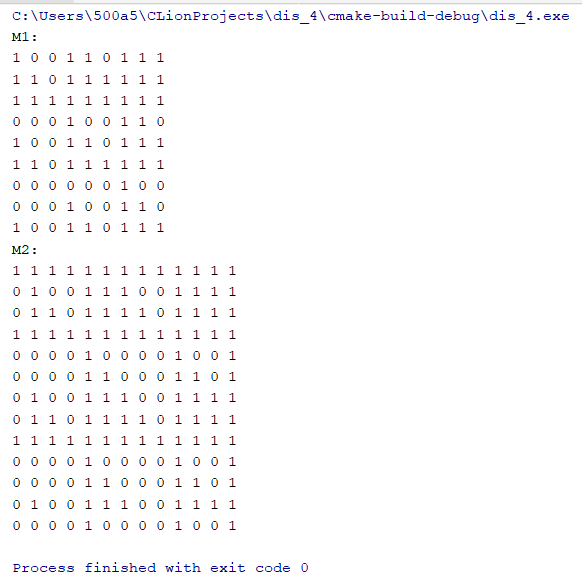 C:\Users\500a5\CLionProjects\dis_4\cmake-build-debug\dis_4.exe
M1:
1 0 0 1 1 0 1 1 1
1 1 0 1 1 1 1 1 1
1 1 1 1 1 1 1 1 1
0 0 0 1 0 0 1 1 0
1 0 0 1 1 0 1 1 1
1 1 0 1 1 1 1 1 1
0 0 0 0 0 0 1 0 0
0 0 0 1 0 0 1 1 0
1 0 0 1 1 0 1 1 1
M2:
1 1 1 1 1 1 1 1 1 1 1 1 1
0 1 0 0 1 1 1 0 0 1 1 1 1
0 1 1 0 1 1 1 1 0 1 1 1 1
1 1 1 1 1 1 1 1 1 1 1 1 1
0 0 0 0 1 0 0 0 0 1 0 0 1
0 0 0 0 1 1 0 0 0 1 1 0 1
0 1 0 0 1 1 1 0 0 1 1 1 1
0 1 1 0 1 1 1 1 0 1 1 1 1
1 1 1 1 1 1 1 1 1 1 1 1 1
0 0 0 0 1 0 0 0 0 1 0 0 1
0 0 0 0 1 1 0 0 0 1 1 0 1
0 1 0 0 1 1 1 0 0 1 1 1 1
0 0 0 0 1 0 0 0 0 1 0 0 1
Process finished with exit code 0